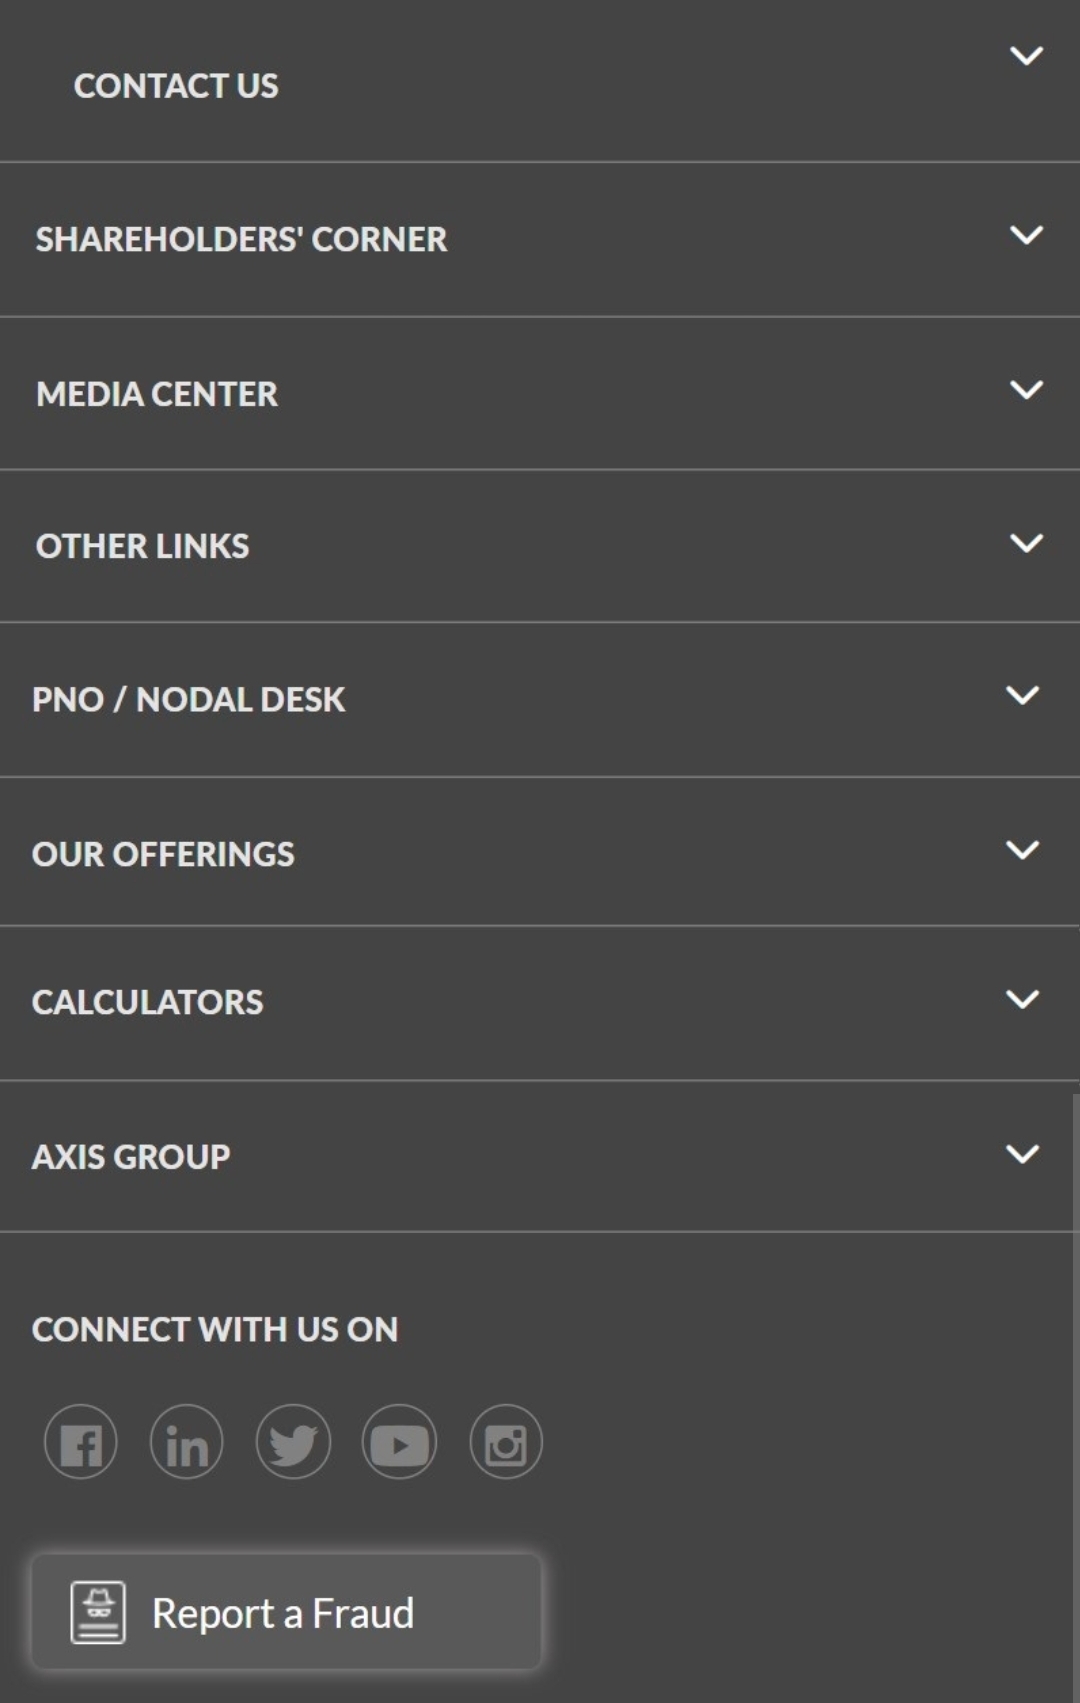 CONTACT US
SHAREHOLDERS' CORNER
MEDIA CENTER
OTHER LINKS
PNO / NODAL DESK
OUR OFFERINGS
CALCULATORS
AXIS GROUP
CONNECT WITH US ON
Report a Fraud